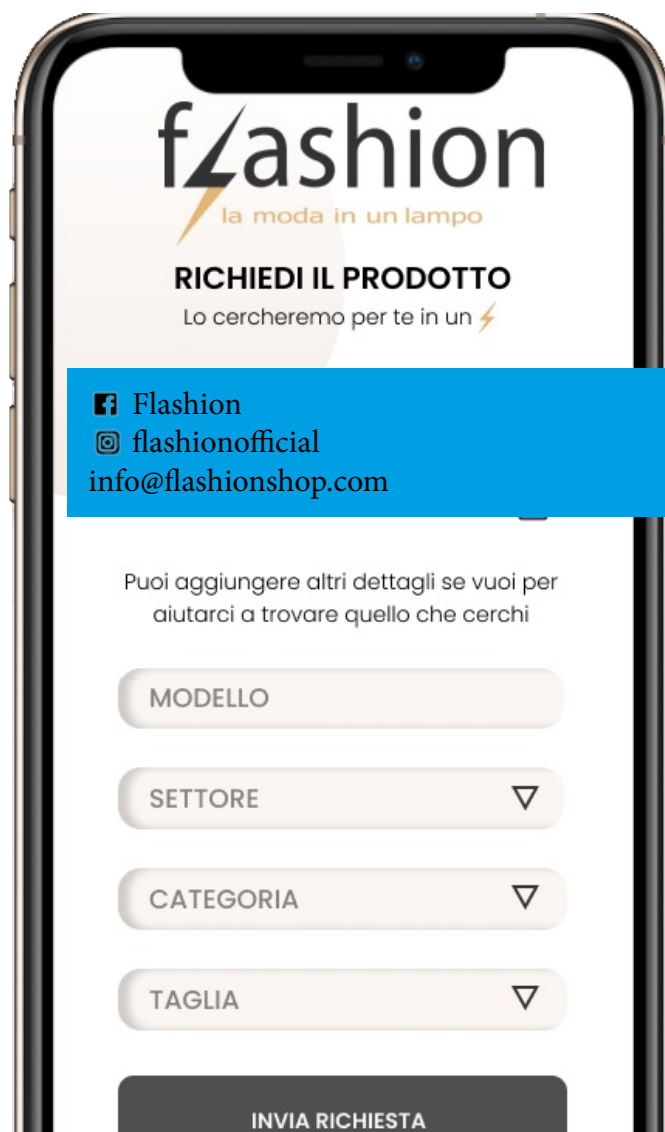 flashion
la moda in un lampo
RICHIEDI IL PRODOTTO
Lo cercheremo per te in un
Flashion
flashionofficial
info@flashionshop.com
Puoi aggiungere altri dettagli se vuoi per
aiutarci a trovare quello che cerchi
MODELLO
SETTORE
CATEGORIA
TAGLIA
INVIA RICHIESTA